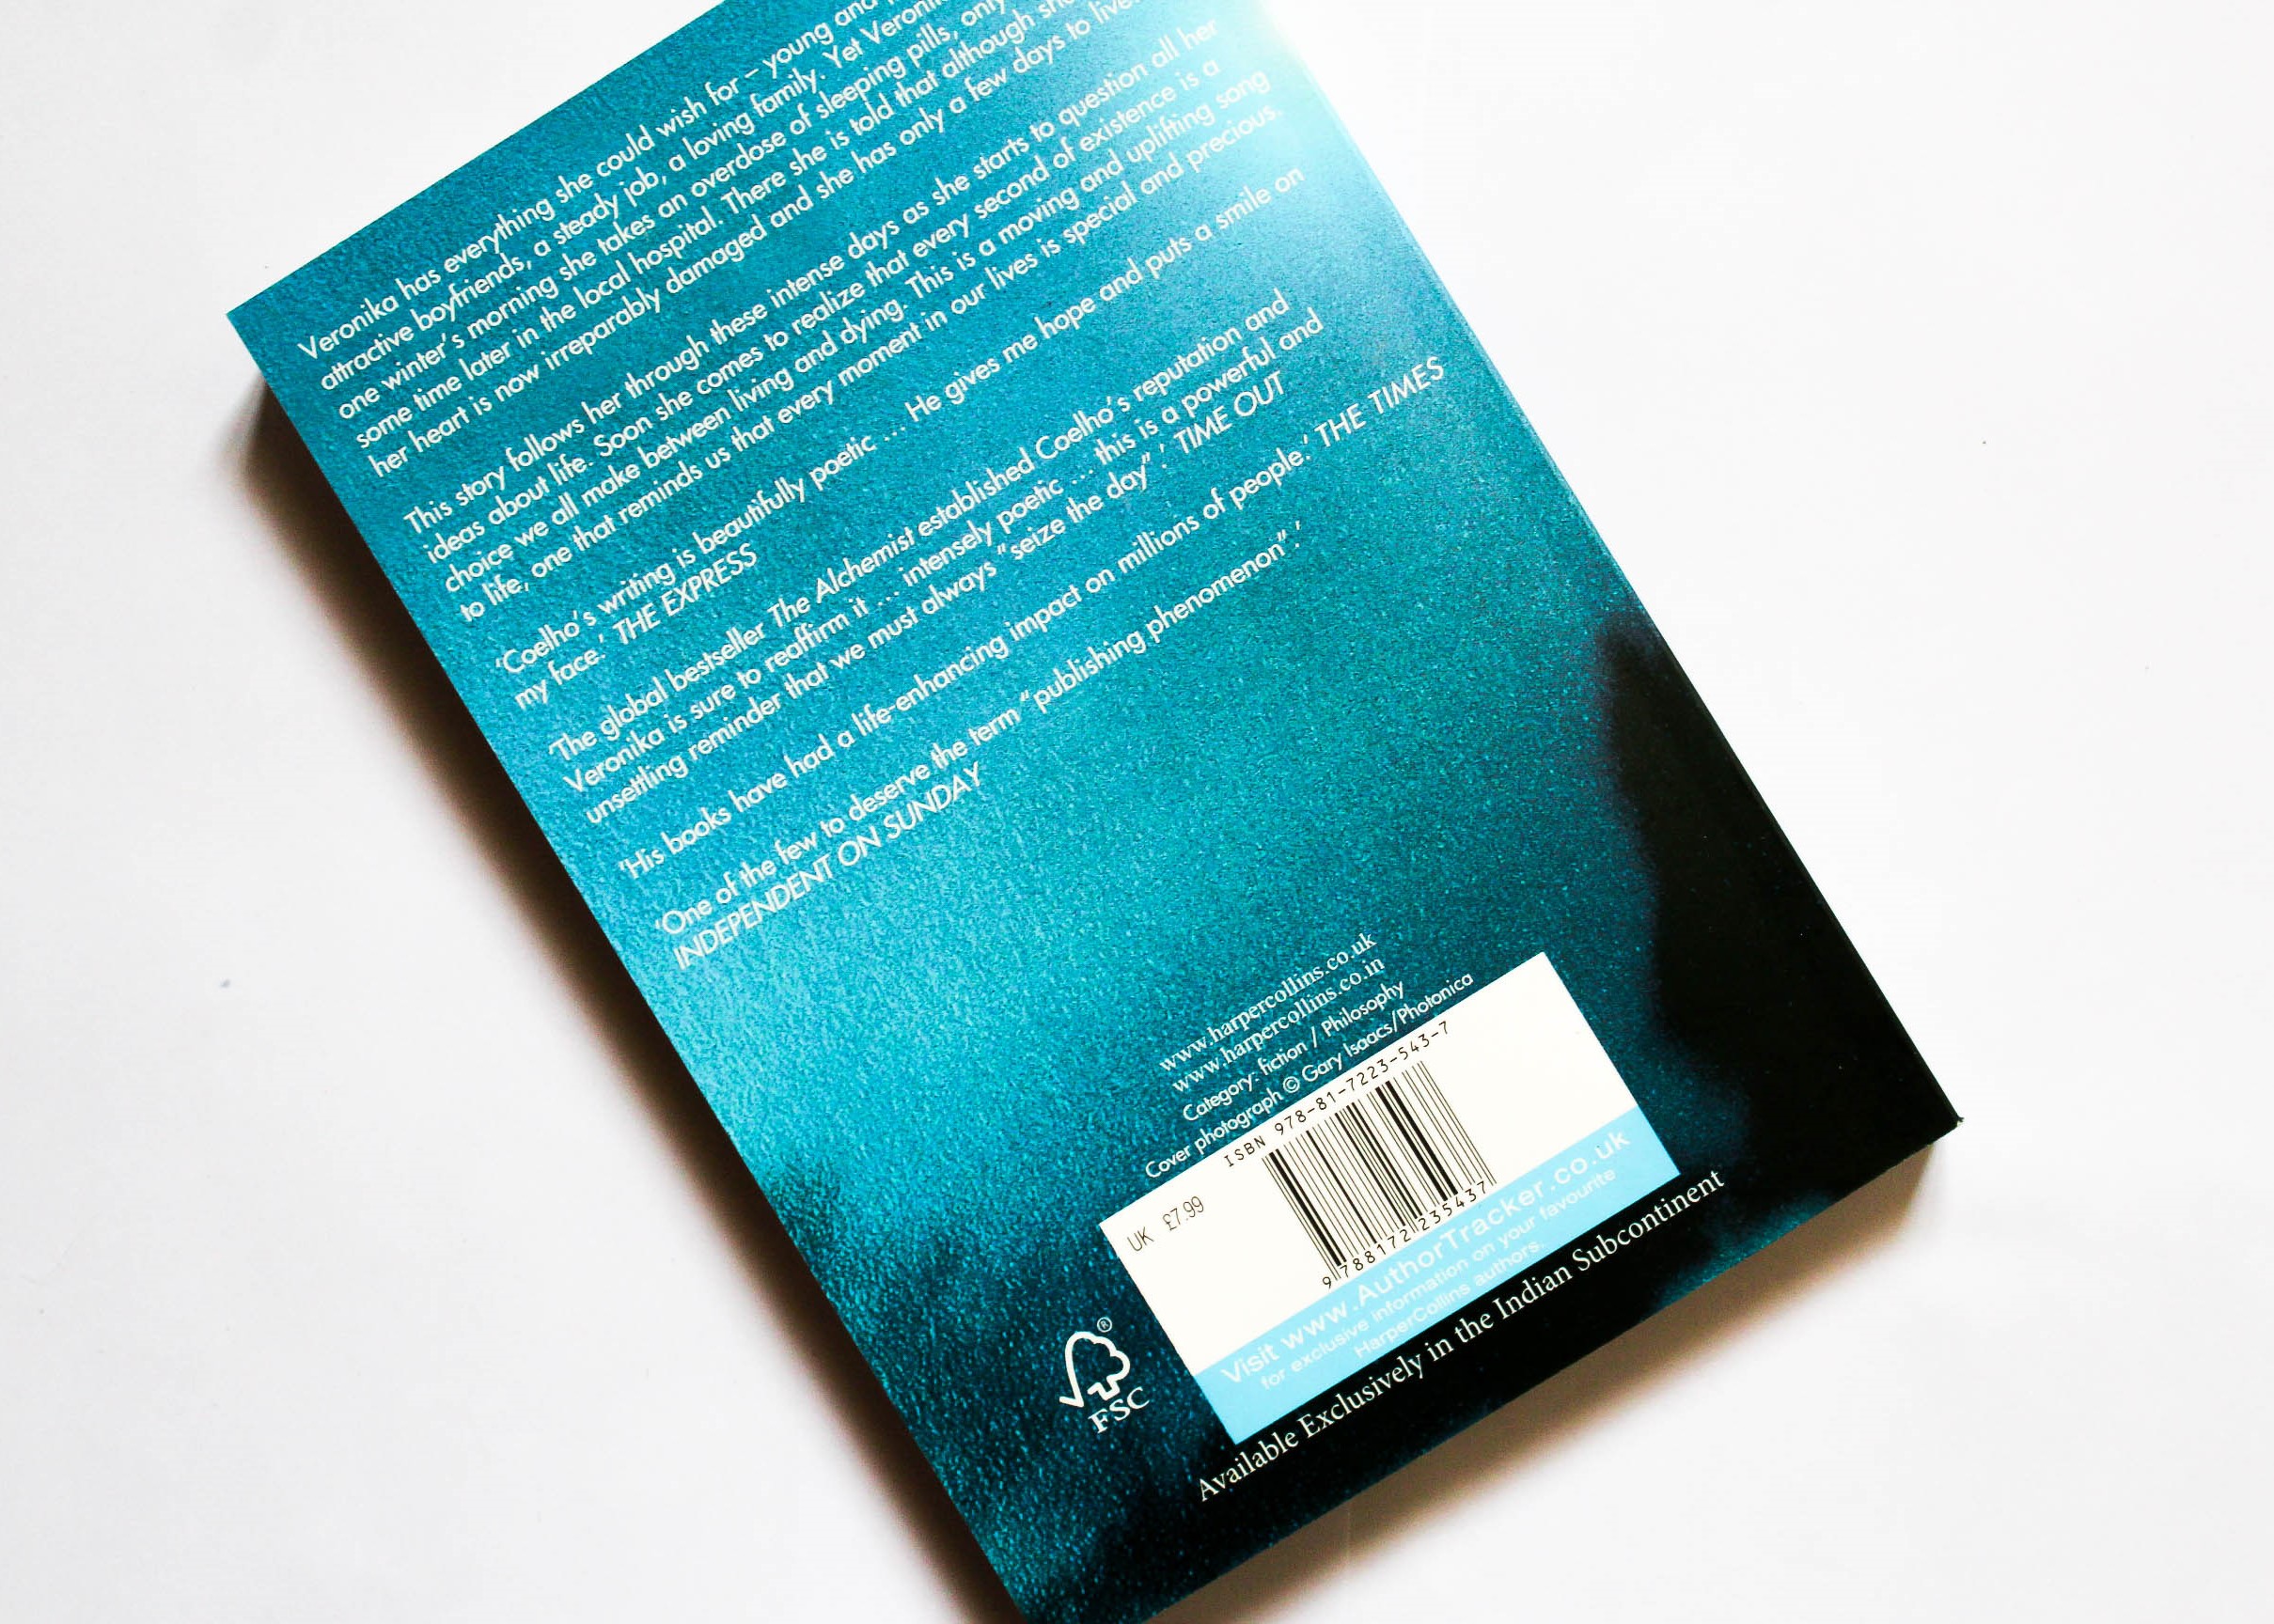 Veronika has everything she could wish for – young and
attractive boyfriends, a steady job, a loving family. Yet
one winter's morning she takes an overdose of sleeping pills, only
some time later in the local hospital. There she is told that although
her heart is now irreparably damaged and she has only a few days to live.
This story follows her through these intense days as she starts to question all her
ideas about life. Soon she comes to realize that every second of existence is a
choice we all make between living and dying. This is a moving and uplifting song
to life, one that reminds us that every moment in our lives is special and precious.
'Coelho's writing is beautifully poetic ... He gives me hope and puts a smile on
my face.' THE EXPRESS
'The global bestseller The Alchemist established Coelho's reputation and
Veronika is sure to reaffirm it ... intensely poetic ... this is a powerful and
unsettling reminder that we must always "seize the day".' TIME OUT
'His books have had a life-enhancing impact on millions of people.' THE TIMES
'One of the few to deserve the term "publishing phenomenon".'
INDEPENDENT ON SUNDAY
www.harpercollins.co.uk
www.harpercollins.co.in
Category: fiction / Philosophy
Cover photograph © Gary Isaacs/Photonica
ISBN 978-81-7223-543-7
UK £7.99
9 788172 235437
Visit www.AuthorTracker.co.uk
for exclusive information on your favourite
HarperCollins authors.
FSC ®
Available Exclusively in the Indian Subcontinent